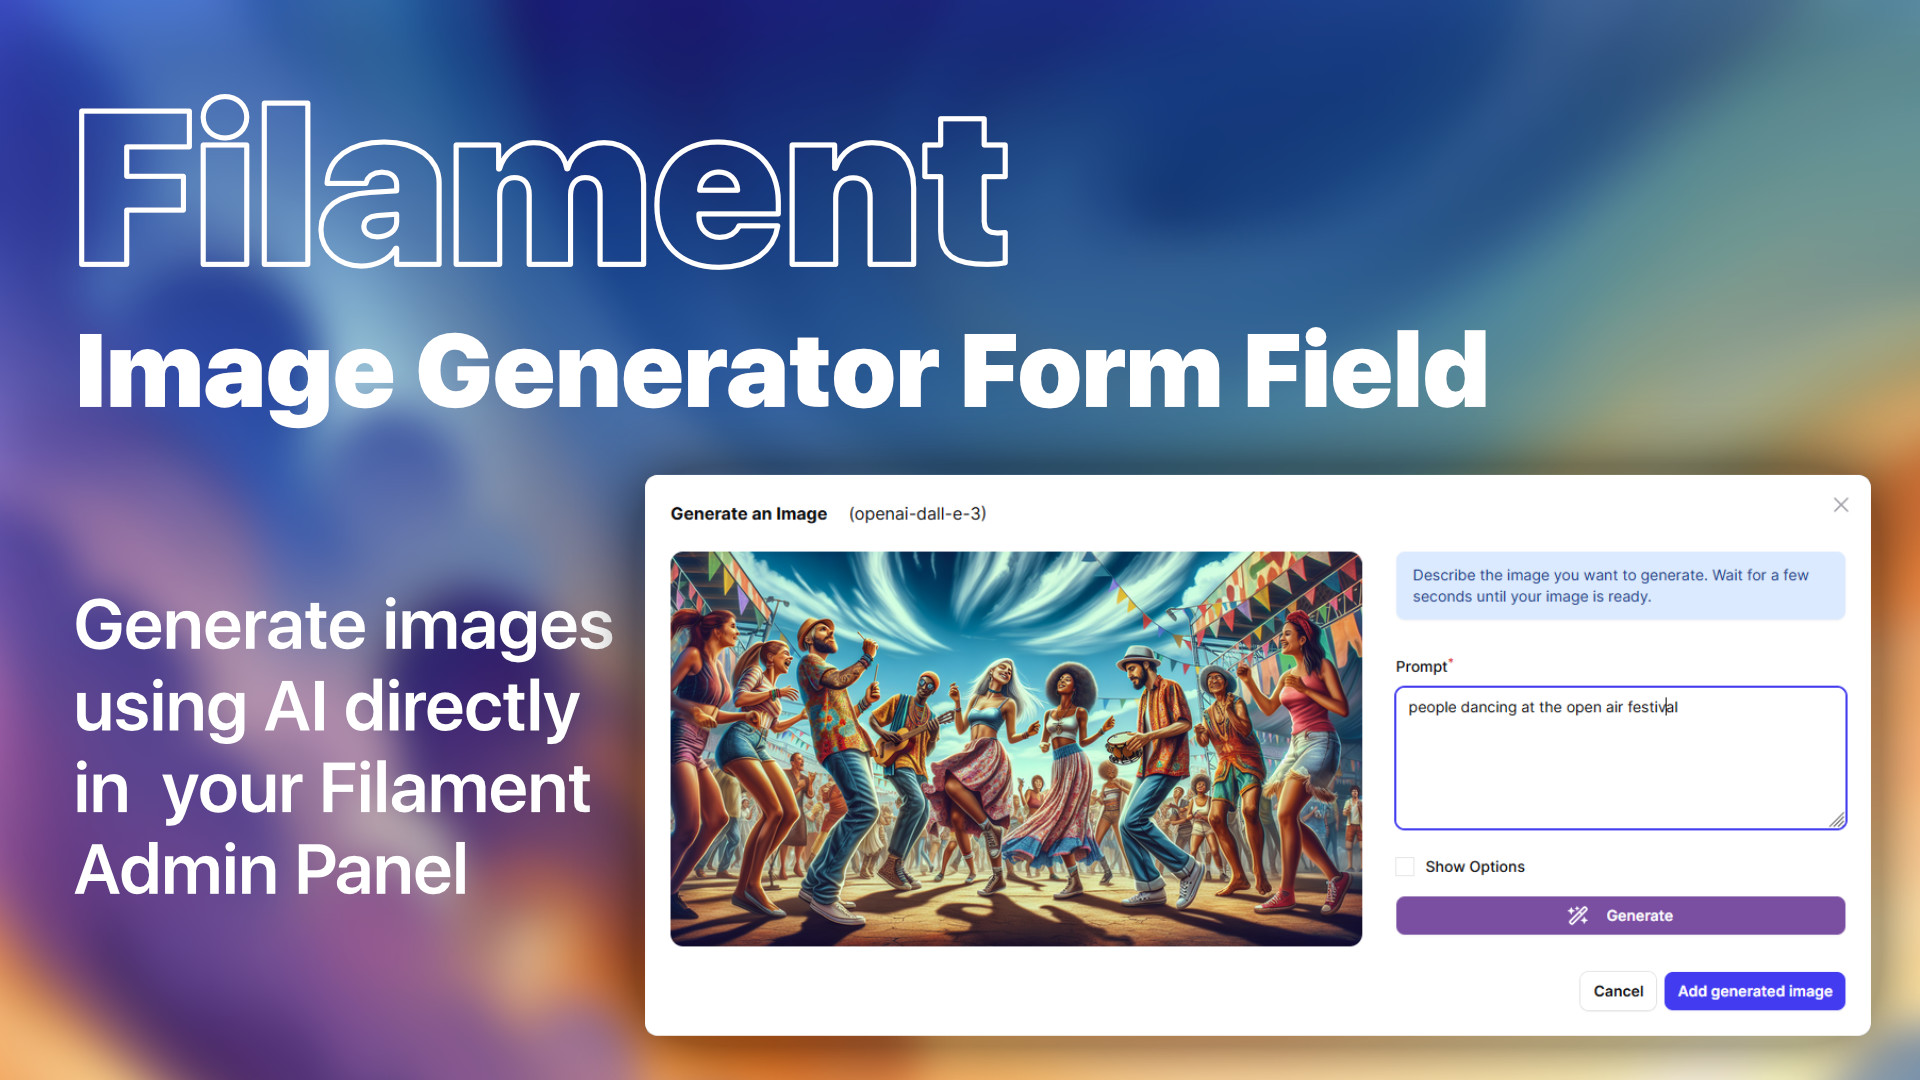 Filament
Image Generator Form Field
Generate images
using AI directly
in  your Filament
Admin Panel
Generate an Image (openai-dall-e-3)
Describe the image you want to generate. Wait for a few
seconds until your image is ready.
Prompt*
people dancing at the open air festival
Show Options
Generate
Cancel
Add generated image